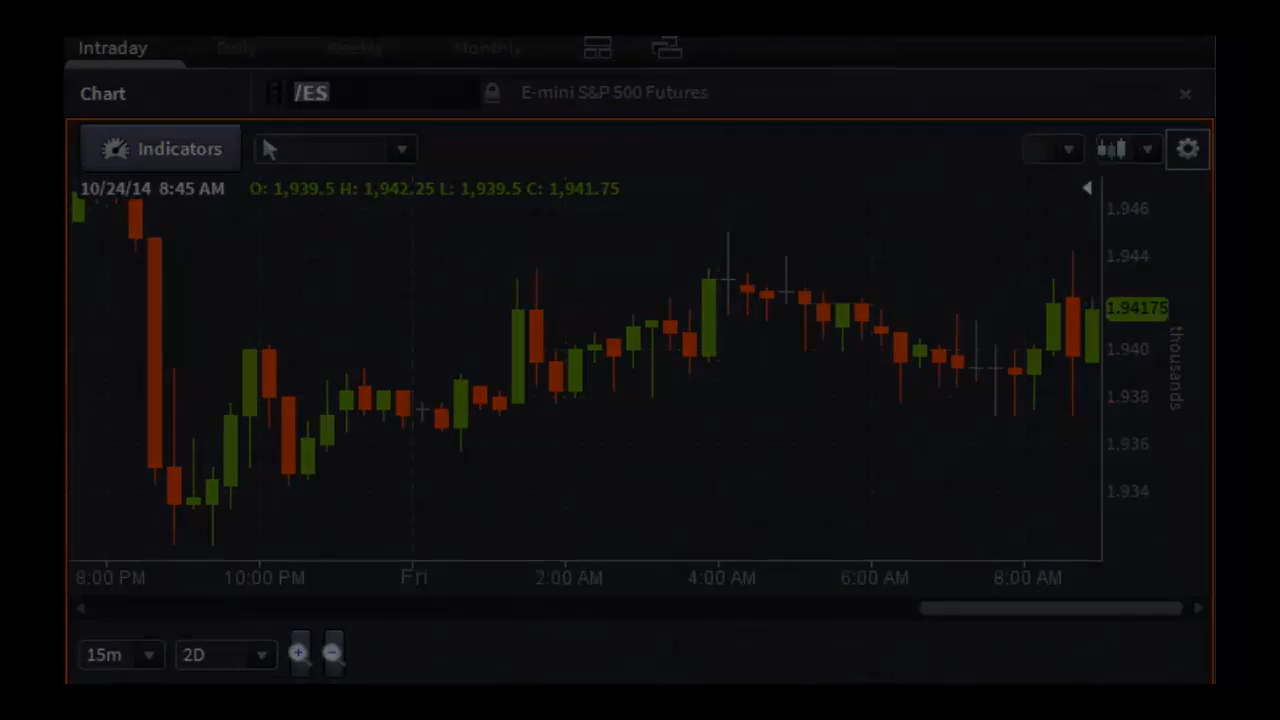 Intraday Daily Weekly Monthly
Chart /ES E-mini S&P 500 Futures
Indicators
10/24/14 8:45 AM O: 1,939.5 H: 1,942.25 L: 1,939.5 C: 1,941.75
1.946
1.944
1.94175
1.940
1.938
1.936
1.934
thousands
8:00 PM 10:00 PM Fri 2:00 AM 4:00 AM 6:00 AM 8:00 AM
15m 2D